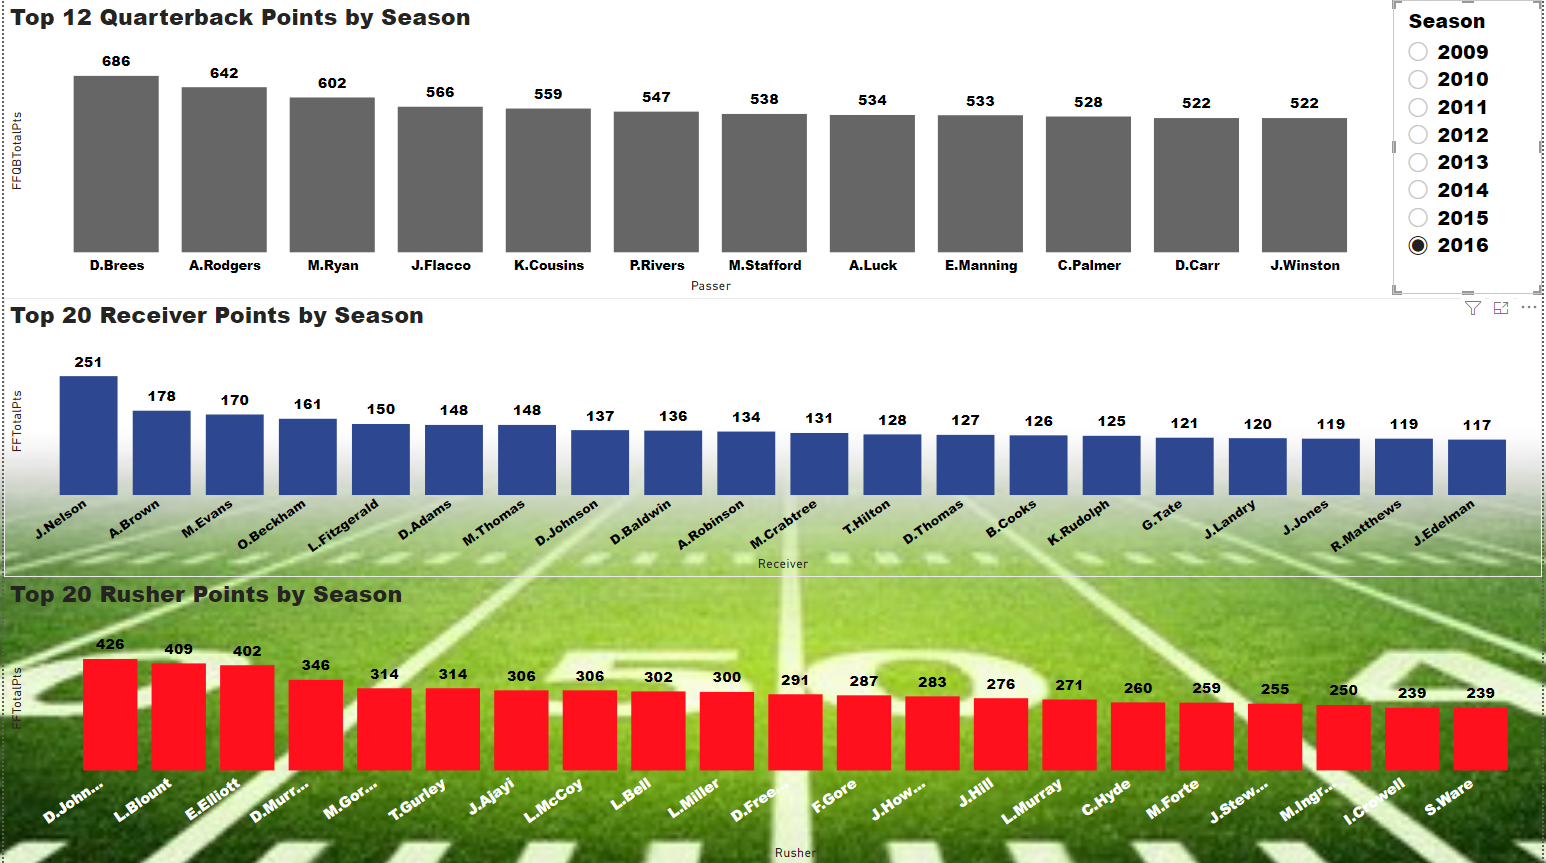 Top 12 Quarterback Points by Season
FFQBTotalPts
686 642 602 566 559 547 538 534 533 528 522 522
D.Brees A.Rodgers M.Ryan J.Flacco K.Cousins P.Rivers M.Stafford A.Luck E.Manning C.Palmer D.Carr J.Winston
Passer
Season
2009
2010
2011
2012
2013
2014
2015
2016
Top 20 Receiver Points by Season
FFTotalPts
251 178 170 161 150 148 148 137 136 134 131 128 127 126 125 121 120 119 119 117
J.Nelson A.Brown M.Evans O.Beckham L.Fitzgerald D.Adams M.Thomas D.Johnson D.Baldwin A.Robinson M.Crabtree T.Hilton D.Thomas B.Cooks K.Rudolph G.Tate J.Landry J.Jones R.Matthews J.Edelman
Receiver
Top 20 Rusher Points by Season
FFTotalPts
426 409 402 346 314 314 306 306 302 300 291 287 283 276 271 260 259 255 250 239 239
D.John... L.Blount E.Elliott D.Murr... M.Gor... T.Gurley J.Ajayi L.McCoy L.Bell L.Miller D.Free... F.Gore J.How... J.Hill L.Murray C.Hyde M.Forte J.Stew... M.Ingr... I.Crowell S.Ware
Rusher
5 0